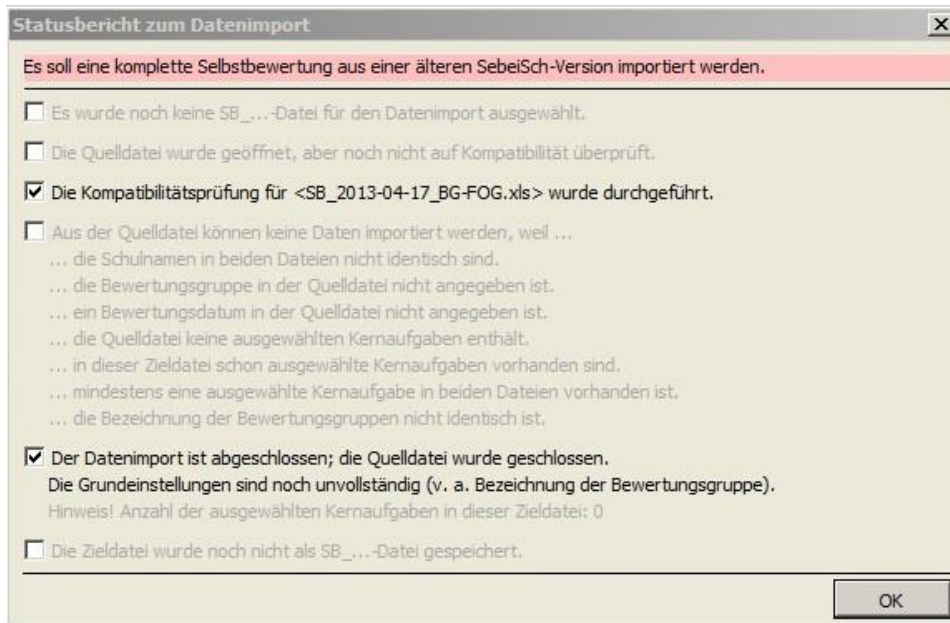 Statusbericht zum Datenimport
Es soll eine komplette Selbstbewertung aus einer älteren SebeiSch-Version importiert werden.
Es wurde noch keine SB_...-Datei für den Datenimport ausgewählt.
Die Quelldatei wurde geöffnet, aber noch nicht auf Kompatibilität überprüft.
Die Kompatibilitätsprüfung für <SB_2013-04-17_BG-FOG.xls> wurde durchgeführt.
Aus der Quelldatei können keine Daten importiert werden, weil ...
... die Schulnamen in beiden Dateien nicht identisch sind.
... die Bewertungsgruppe in der Quelldatei nicht angegeben ist.
... ein Bewertungsdatum in der Quelldatei nicht angegeben ist.
... die Quelldatei keine ausgewählten Kernaufgaben enthält.
... in dieser Zieldatei schon ausgewählte Kernaufgaben vorhanden sind.
... mindestens eine ausgewählte Kernaufgabe in beiden Dateien vorhanden ist.
... die Bezeichnung der Bewertungsgruppen nicht identisch ist.
Der Datenimport ist abgeschlossen; die Quelldatei wurde geschlossen.
Die Grundeinstellungen sind noch unvollständig (v. a. Bezeichnung der Bewertungsgruppe).
Hinweis! Anzahl der ausgewählten Kernaufgaben in dieser Zieldatei: 0
Die Zieldatei wurde noch nicht als SB_...-Datei gespeichert.
OK